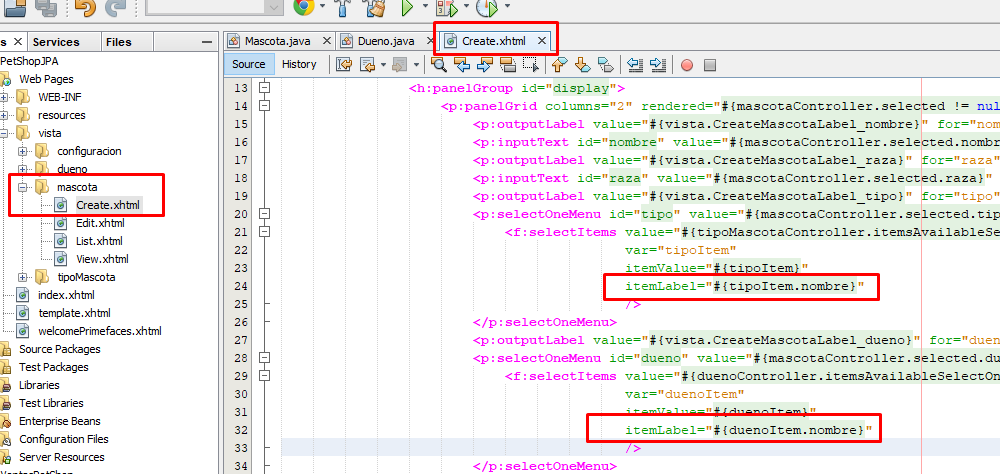 s Services Files
PetShopJPA
Web Pages
WEB-INF
resources
vista
configuracion
dueno
mascota
Create.xhtml
Edit.xhtml
List.xhtml
View.xhtml
tipoMascota
index.xhtml
template.xhtml
welcomePrimefaces.xhtml
Source Packages
Test Packages
Libraries
Test Libraries
Enterprise Beans
Configuration Files
Server Resources
Mascota.java Dueno.java Create.xhtml
Source History
13 <h:panelGroup id="display">
14 <p:panelGrid columns="2" rendered="#{mascotaController.selected != nul
15 <p:outputLabel value="#{vista.CreateMascotaLabel_nombre}" for="nom
16 <p:inputText id="nombre" value="#{mascotaController.selected.nombr
17 <p:outputLabel value="#{vista.CreateMascotaLabel_raza}" for="raza"
18 <p:inputText id="raza" value="#{mascotaController.selected.raza}"
19 <p:outputLabel value="#{vista.CreateMascotaLabel_tipo}" for="tipo"
20 <p:selectOneMenu id="tipo" value="#{mascotaController.selected.tip
21 <f:selectItems value="#{tipoMascotaController.itemsAvailableSe
22 var="tipoItem"
23 itemValue="#{tipoItem}"
24 itemLabel="#{tipoItem.nombre}"
25 />
26 </p:selectOneMenu>
27 <p:outputLabel value="#{vista.CreateMascotaLabel_dueno}" for="duen
28 <p:selectOneMenu id="dueno" value="#{mascotaController.selected.du
29 <f:selectItems value="#{duenoController.itemsAvailableSelectOn
30 var="duenoItem"
31 itemValue="#{duenoItem}"
32 itemLabel="#{duenoItem.nombre}"
33 />
34 </p:selectOneMenu>